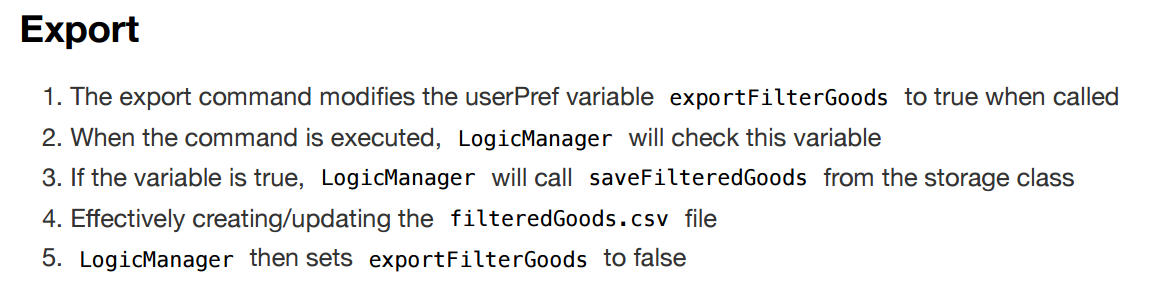 Export
1. The export command modifies the userPref variable exportFilterGoods to true when called
2. When the command is executed, LogicManager will check this variable
3. If the variable is true, LogicManager will call saveFilteredGoods from the storage class
4. Effectively creating/updating the filteredGoods.csv file
5. LogicManager then sets exportFilterGoods to false